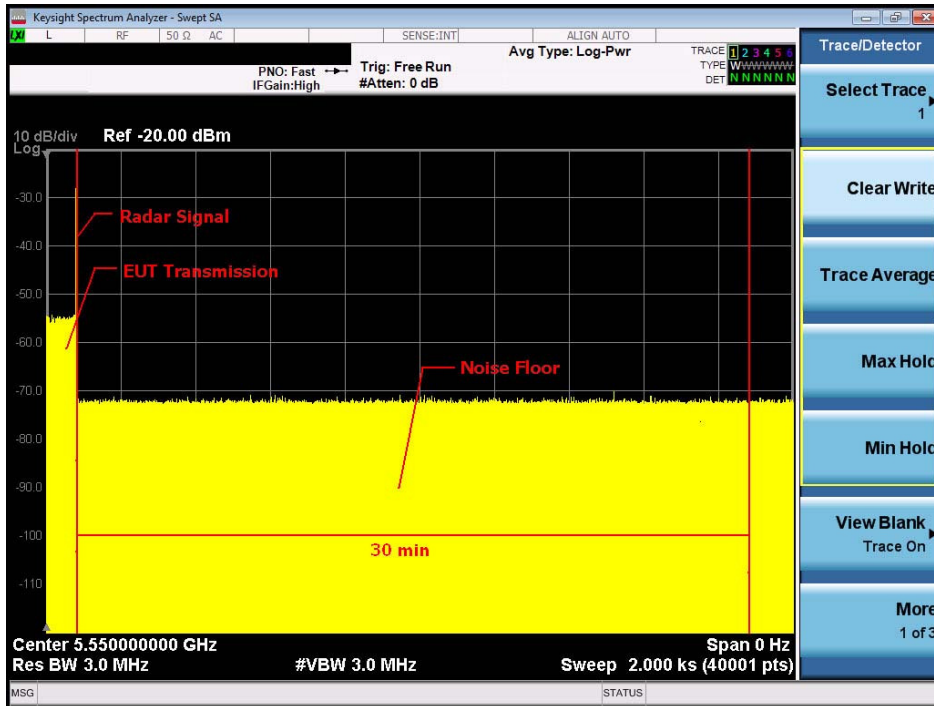 Keysight Spectrum Analyzer - Swept SA
LXI L RF 50 Ω AC SENSE:INT ALIGN AUTO
Avg Type: Log-Pwr
TRACE 1 2 3 4 5 6
TYPE WWWWWW
DET N N N N N N
PNO: Fast
IFGain:High
Trig: Free Run
#Atten: 0 dB
10 dB/div
Log
Ref -20.00 dBm
-30.0
-40.0
-50.0
-60.0
-70.0
-80.0
-90.0
-100
-110
Radar Signal
EUT Transmission
Noise Floor
30 min
Center 5.550000000 GHz
Span 0 Hz
Res BW 3.0 MHz
#VBW 3.0 MHz
Sweep 2.000 ks (40001 pts)
MSG
STATUS
Trace/Detector
Select Trace
1
Clear Write
Trace Average
Max Hold
Min Hold
View Blank
Trace On
More
1 of 3